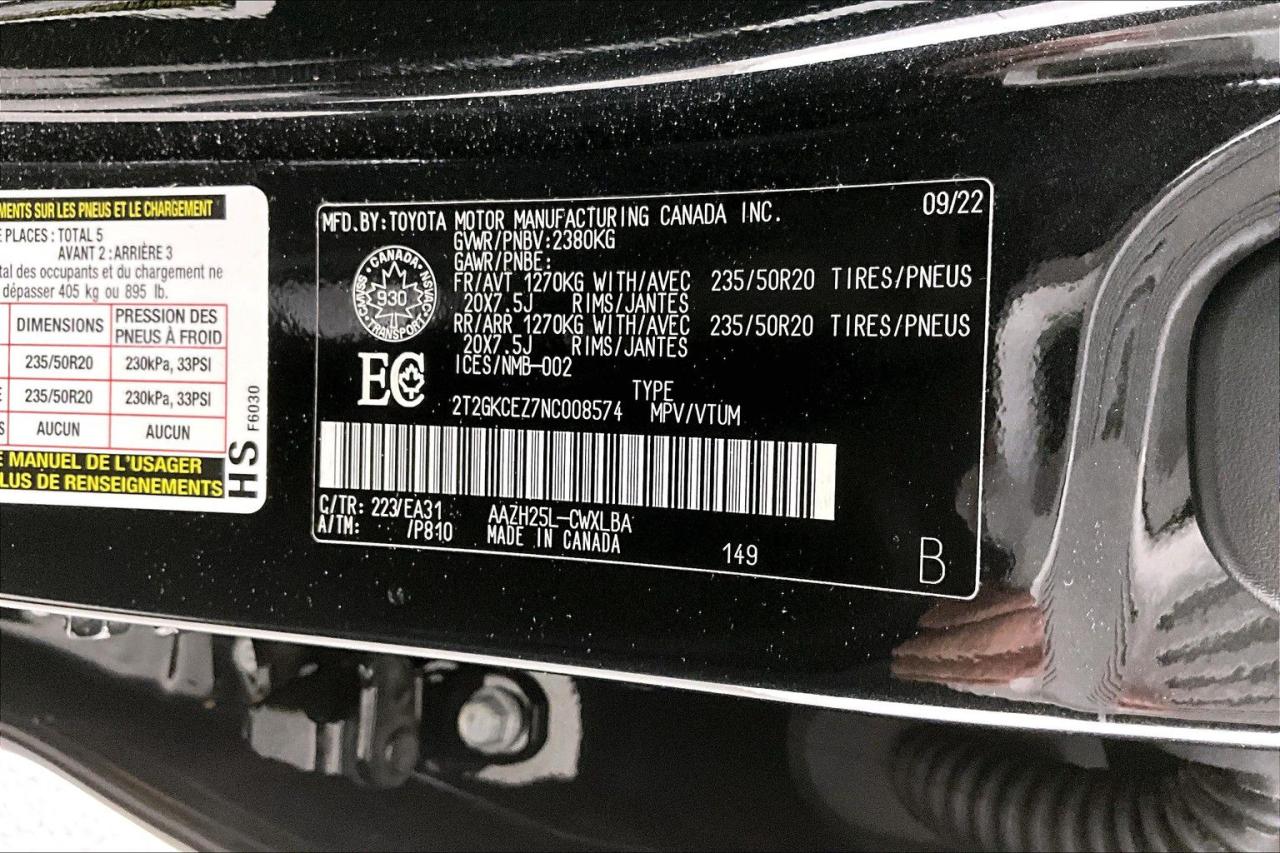 MENTS SUR LES PNEUS ET LE CHARGEMENT
PLACES : TOTAL 5
AVANT 2 : ARRIÈRE 3
tal des occupants et du chargement ne
dépasser 405 kg ou 895 lb.
DIMENSIONS PRESSION DES
PNEUS À FROID
235/50R20 230kPa, 33PSI
235/50R20 230kPa, 33PSI
AUCUN AUCUN
MANUEL DE L'USAGER
LUS DE RENSEIGNEMENTS
HS F6030
MFD.BY:TOYOTA MOTOR MANUFACTURING CANADA INC. 09/22
GVWR/PNBV:2380KG
GAWR/PNBE:
FR/AVT 1270KG WITH/AVEC 235/50R20 TIRES/PNEUS
20X7.5J RIMS/JANTES
RR/ARR 1270KG WITH/AVEC 235/50R20 TIRES/PNEUS
20X7.5J RIMS/JANTES
ICES/NMB-002
CANADA
CMVSS NSVAC
930
TRANSPORT
EC
TYPE
2T2GKCEZ7NC008574 MPV/VTUM
C/TR: 223/EA31 AAZH25L-CWXLBA
A/TM: /P810 MADE IN CANADA
149
B